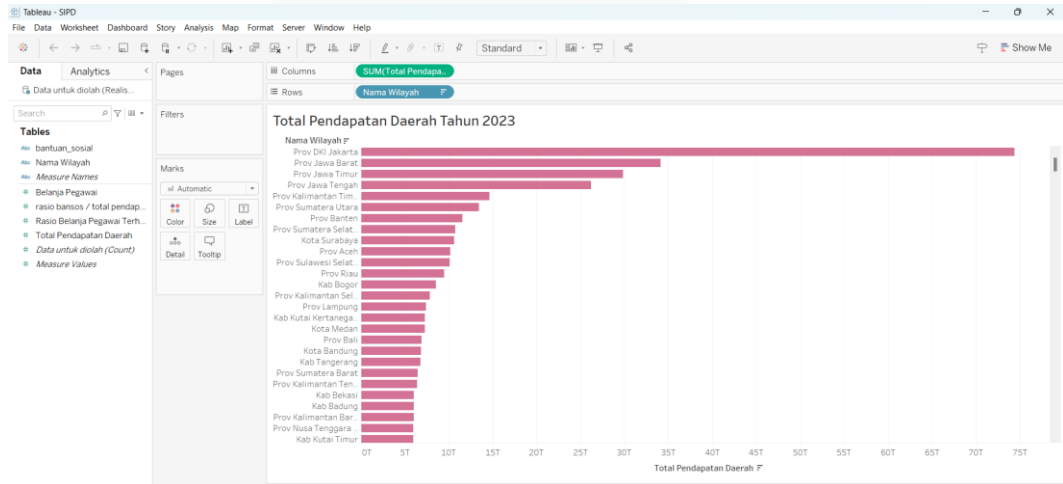 Tableau - SIPD
File Data Worksheet Dashboard Story Analysis Map Format Server Window Help
Standard
Show Me
Data Analytics
Data untuk diolah (Realis...
Search
Tables
Abc bantuan_sosial
Abc Nama Wilayah
Abc Measure Names
# Belanja Pegawai
# rasio bansos / total pendap...
# Rasio Belanja Pegawai Terh...
# Total Pendapatan Daerah
# Data untuk diolah (Count)
# Measure Values
Pages
Filters
Marks
Automatic
Color Size Label
Detail Tooltip
Columns SUM(Total Pendapa..
Rows Nama Wilayah
Total Pendapatan Daerah Tahun 2023
Nama Wilayah
Prov DKI Jakarta
Prov Jawa Barat
Prov Jawa Timur
Prov Jawa Tengah
Prov Kalimantan Tim..
Prov Sumatera Utara
Prov Banten
Prov Sumatera Selat..
Kota Surabaya
Prov Aceh
Prov Sulawesi Selat..
Prov Riau
Kab Bogor
Prov Kalimantan Sel..
Prov Lampung
Kab Kutai Kertanega..
Kota Medan
Prov Bali
Kota Bandung
Kab Tangerang
Prov Sumatera Barat
Prov Kalimantan Ten..
Kab Bekasi
Kab Badung
Prov Kalimantan Bar..
Prov Nusa Tenggara ..
Kab Kutai Timur
0T 5T 10T 15T 20T 25T 30T 35T 40T 45T 50T 55T 60T 65T 70T 75T
Total Pendapatan Daerah